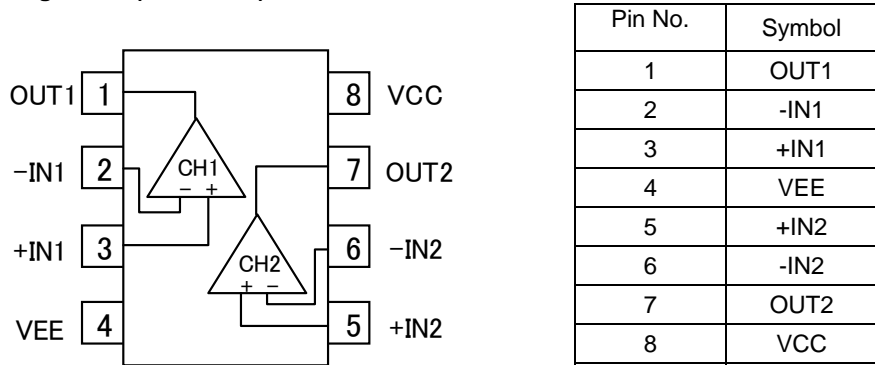 OUT1 1
8 VCC
CH1
- +
-IN1 2
7 OUT2
+IN1 3
6 -IN2
CH2
+ -
VEE 4
5 +IN2
Pin No. Symbol
1 OUT1
2 -IN1
3 +IN1
4 VEE
5 +IN2
6 -IN2
7 OUT2
8 VCC